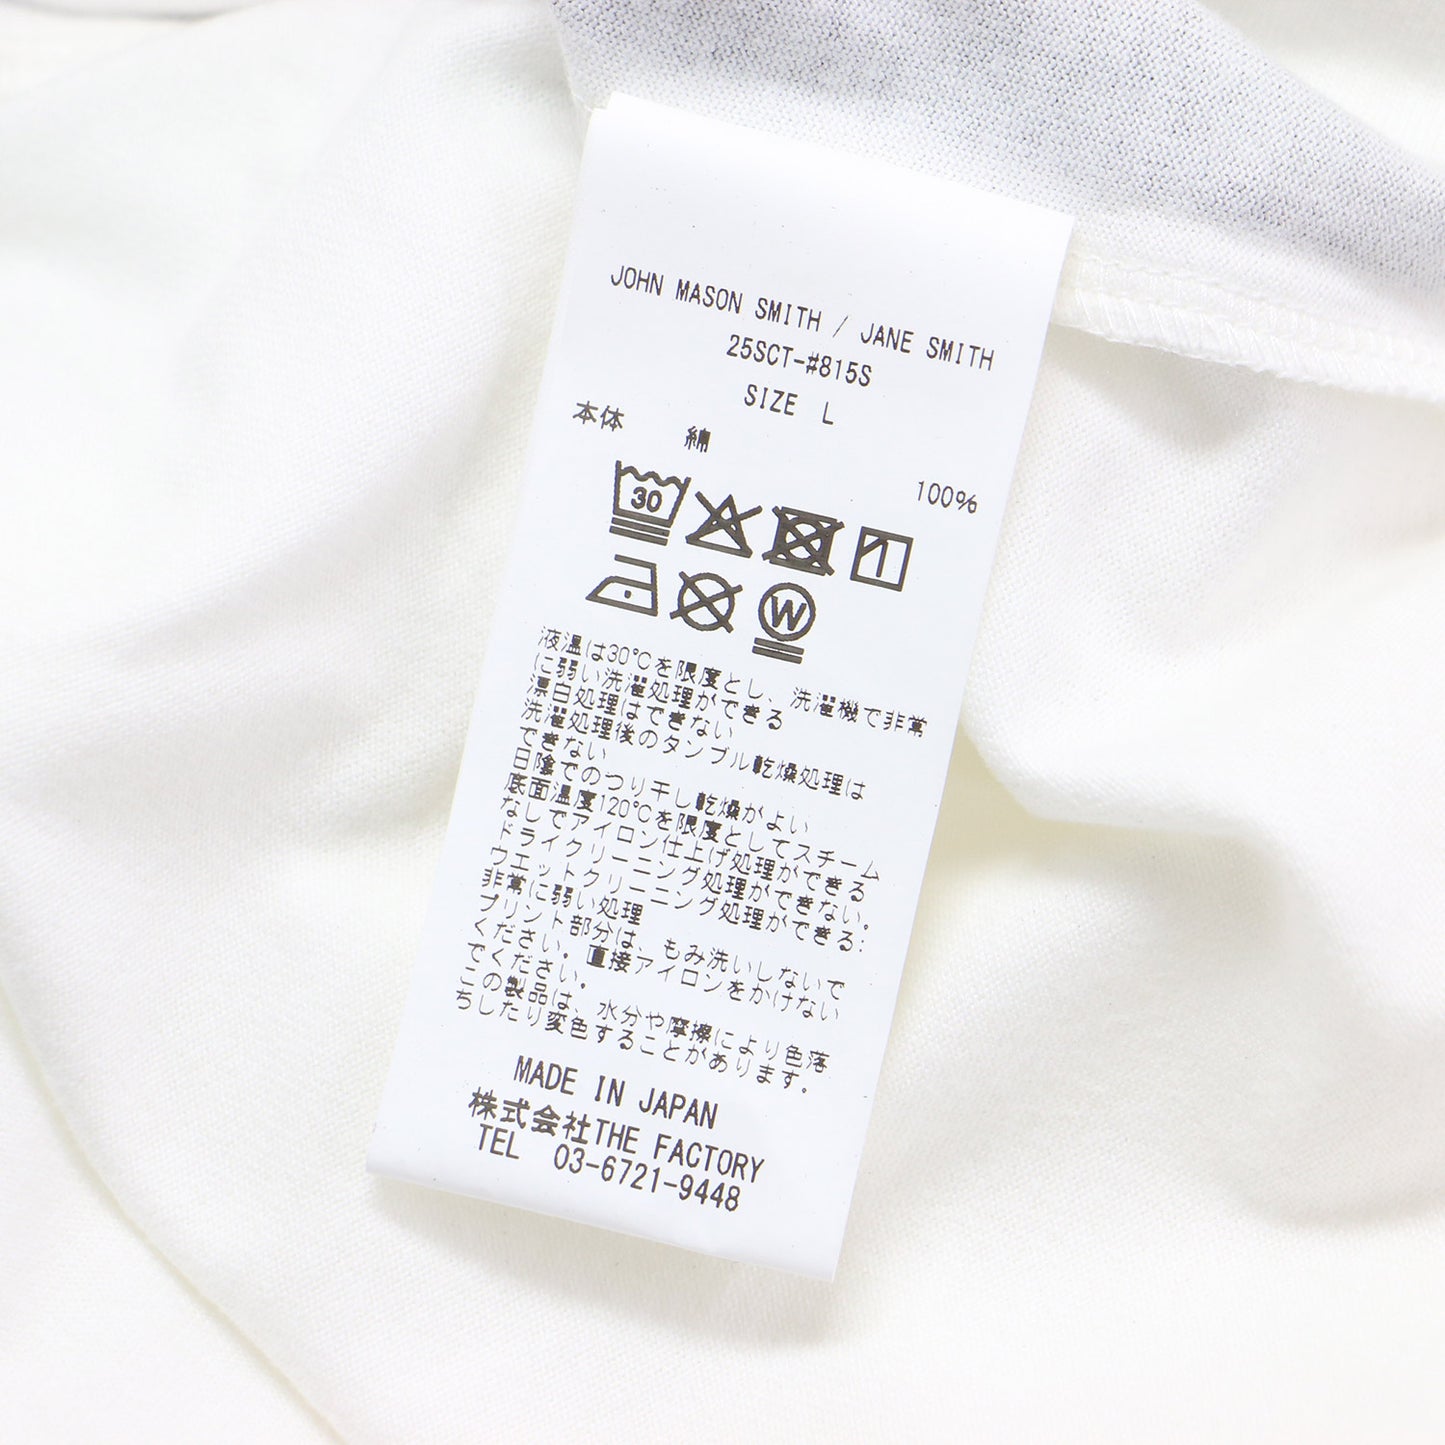 JOHN MASON SMITH / JANE SMITH
25SCT-#815S
SIZE L
本体 綿 100%
30
W
液温は30℃を限度とし、洗濯機で非常
に弱い洗濯処理ができる
漂白処理はできない
洗濯処理後のタンブル乾燥処理は
できない
日陰でのつり干し乾燥がよい
底面温度120℃を限度としてスチーム
なしでアイロン仕上げ処理ができる
ドライクリーニング処理ができない。
ウエットクリーニング処理ができる:
非常に弱い処理
プリント部分は、もみ洗いしないで
ください。直接アイロンをかけない
でください。
この製品は、水分や摩擦により色落
ちしたり変色することがあります。
MADE IN JAPAN
株式会社THE FACTORY
TEL 03-6721-9448